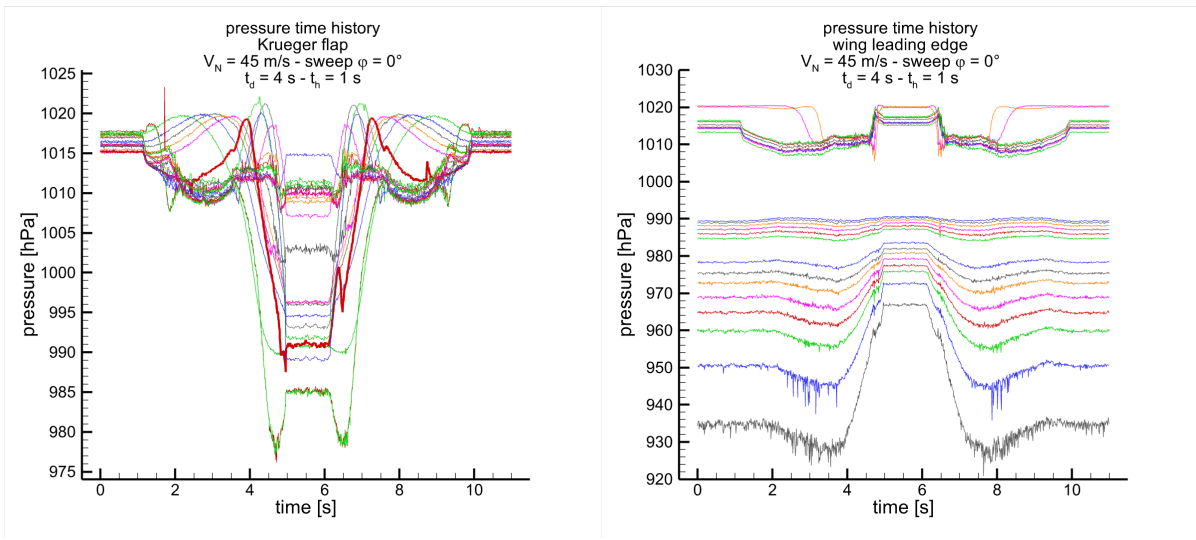 pressure time history
Krueger flap
V_N = 45 m/s - sweep φ = 0°
t_d = 4 s - t_h = 1 s
1025
1020
1015
1010
1005
1000
995
990
985
980
975
pressure [hPa]
0 2 4 6 8 10
time [s]
pressure time history
wing leading edge
V_N = 45 m/s - sweep φ = 0°
t_d = 4 s - t_h = 1 s
1030
1020
1010
1000
990
980
970
960
950
940
930
920
pressure [hPa]
0 2 4 6 8 10
time [s]